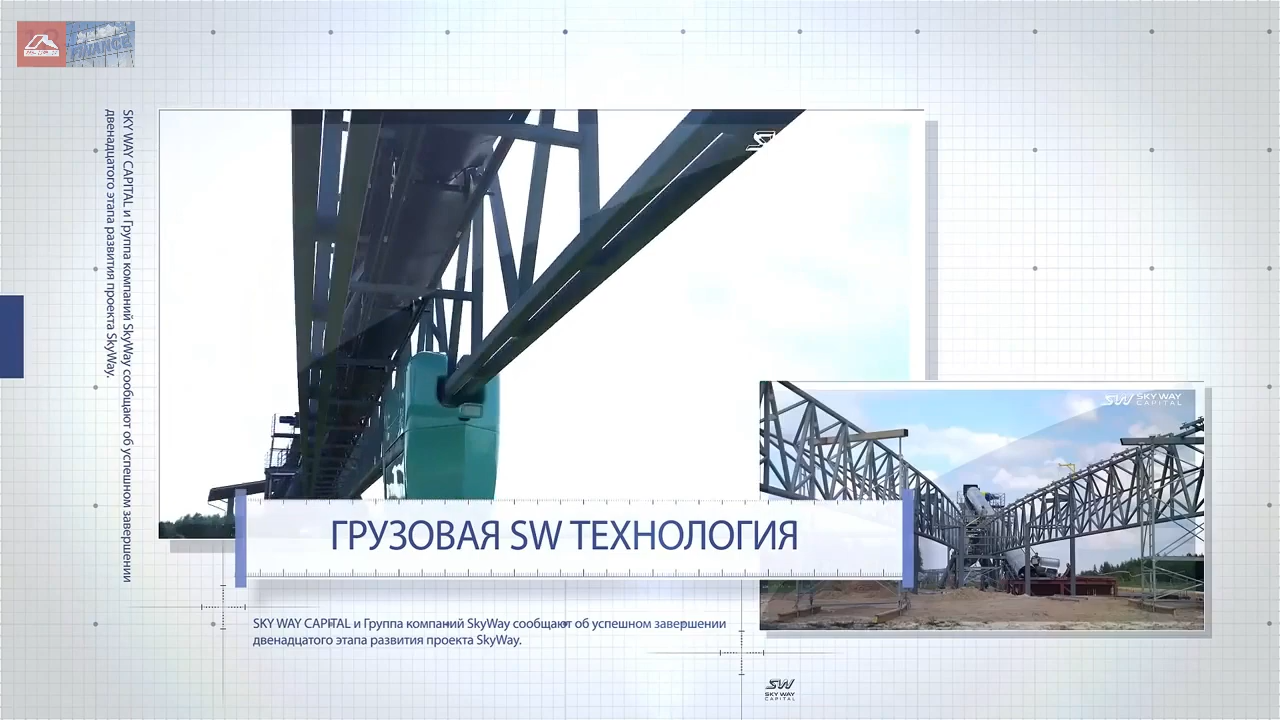 FINANCE
SKY WAY CAPITAL и Группа компаний SkyWay сообщают об успешном завершении
двенадцатого этапа развития проекта SkyWay.
SW SKY WAY
CAPITAL
ГРУЗОВАЯ SW ТЕХНОЛОГИЯ
SKY WAY CAPITAL и Группа компаний SkyWay сообщают об успешном завершении
двенадцатого этапа развития проекта SkyWay.
SW
SKY WAY
CAPITAL